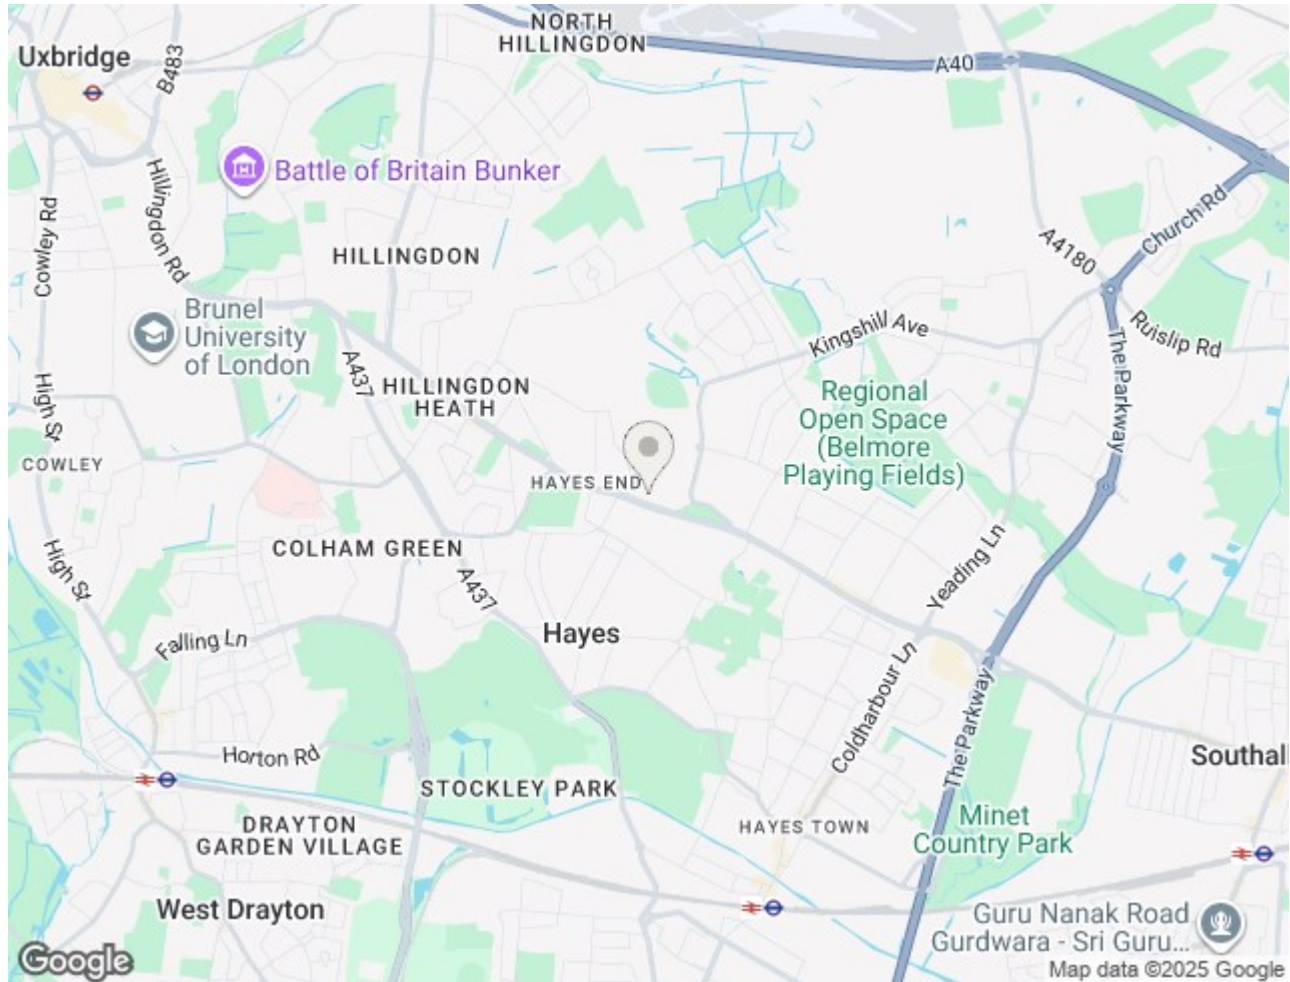 NORTH
HILLINGDON
Uxbridge
B483
A40
Battle of Britain Bunker
Hillingdon Rd
Cowley Rd
Church Rd
A4180
HILLINGDON
Brunel
University
of London
Kingshill Ave
Ruislip Rd
The Parkway
A437
HILLINGDON
HEATH
Regional
Open Space
(Belmore
Playing Fields)
High St
COWLEY
HAYES END
COLHAM GREEN
High St
A437
Yeading Ln
Falling Ln
Hayes
Coldharbour Ln
The Parkway
Horton Rd
Southall
STOCKLEY PARK
DRAYTON
GARDEN VILLAGE
HAYES TOWN
Minet
Country Park
West Drayton
Guru Nanak Road
Gurdwara - Sri Guru...
Google
Map data ©2025 Google